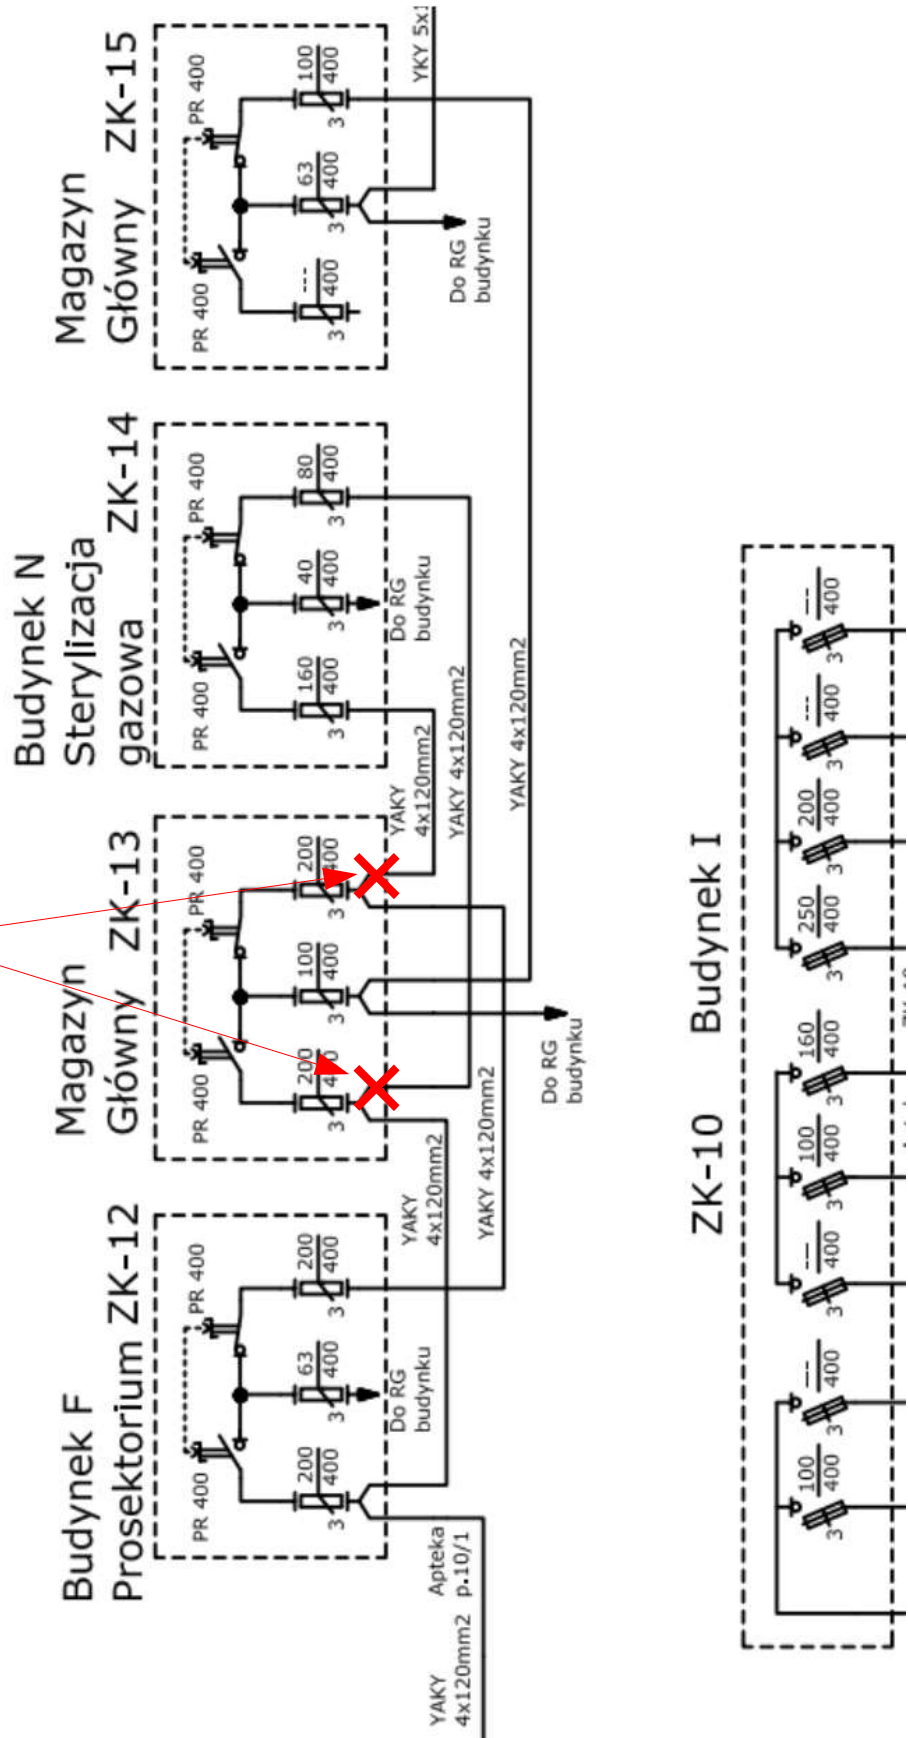 Magazyn
Główny ZK-15
PR 400
PR 400
---
400
3
63
400
3
100
400
3
Do RG
budynku
YKY 5x1
Budynek N
Sterylizacja
gazowa ZK-14
PR 400
PR 400
160
400
3
40
400
3
80
400
3
Do RG
budynku
YAKY
4x120mm2
YAKY 4x120mm2
YAKY 4x120mm2
Magazyn
Główny ZK-13
PR 400
PR 400
200
400
3
100
400
3
200
400
3
Do RG
budynku
YAKY
4x120mm2
YAKY 4x120mm2
Budynek F
Prosektorium ZK-12
PR 400
PR 400
200
400
3
63
400
3
200
400
3
Do RG
budynku
YAKY
4x120mm2
Apteka
p.10/1
ZK-10 Budynek I
100
400
3
---
400
3
---
400
3
100
400
3
160
400
3
250
400
3
200
400
3
---
400
3
---
400
3